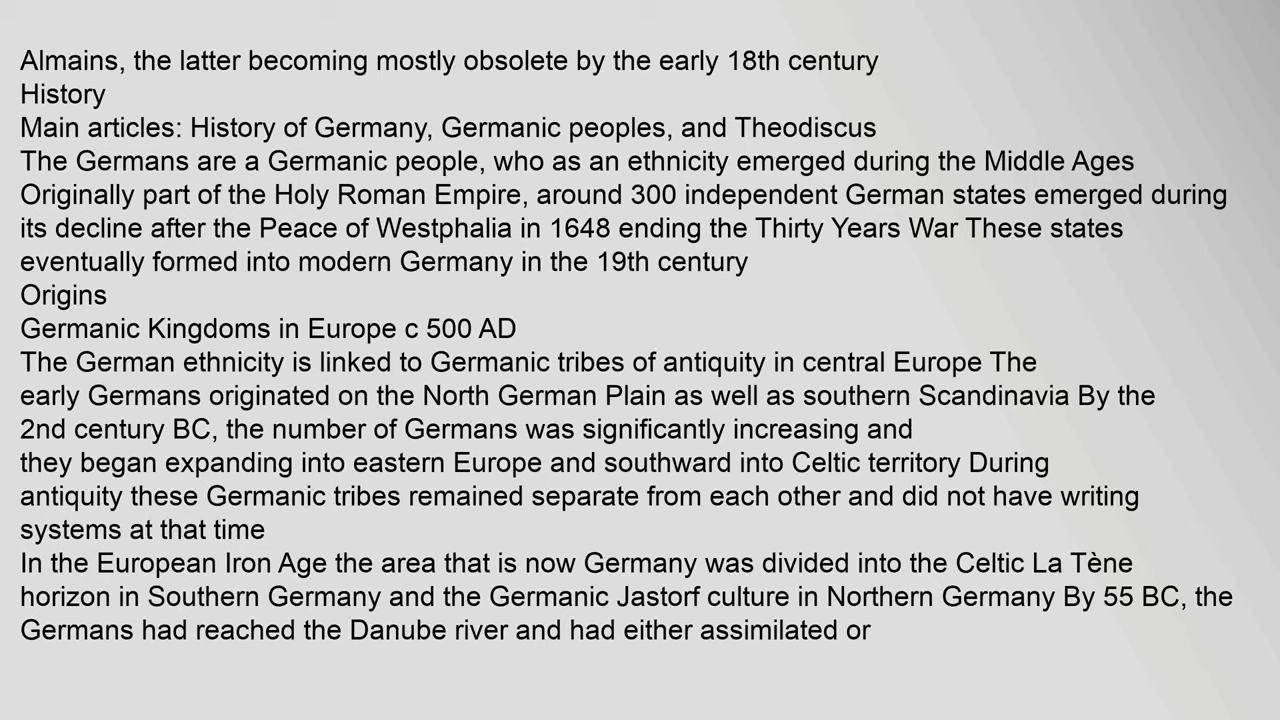 Almains, the latter becoming mostly obsolete by the early 18th century
History
Main articles: History of Germany, Germanic peoples, and Theodiscus
The Germans are a Germanic people, who as an ethnicity emerged during the Middle Ages
Originally part of the Holy Roman Empire, around 300 independent German states emerged during
its decline after the Peace of Westphalia in 1648 ending the Thirty Years War These states
eventually formed into modern Germany in the 19th century
Origins
Germanic Kingdoms in Europe c 500 AD
The German ethnicity is linked to Germanic tribes of antiquity in central Europe The
early Germans originated on the North German Plain as well as southern Scandinavia By the
2nd century BC, the number of Germans was significantly increasing and
they began expanding into eastern Europe and southward into Celtic territory During
antiquity these Germanic tribes remained separate from each other and did not have writing
systems at that time
In the European Iron Age the area that is now Germany was divided into the Celtic La Tène
horizon in Southern Germany and the Germanic Jastorf culture in Northern Germany By 55 BC, the
Germans had reached the Danube river and had either assimilated or